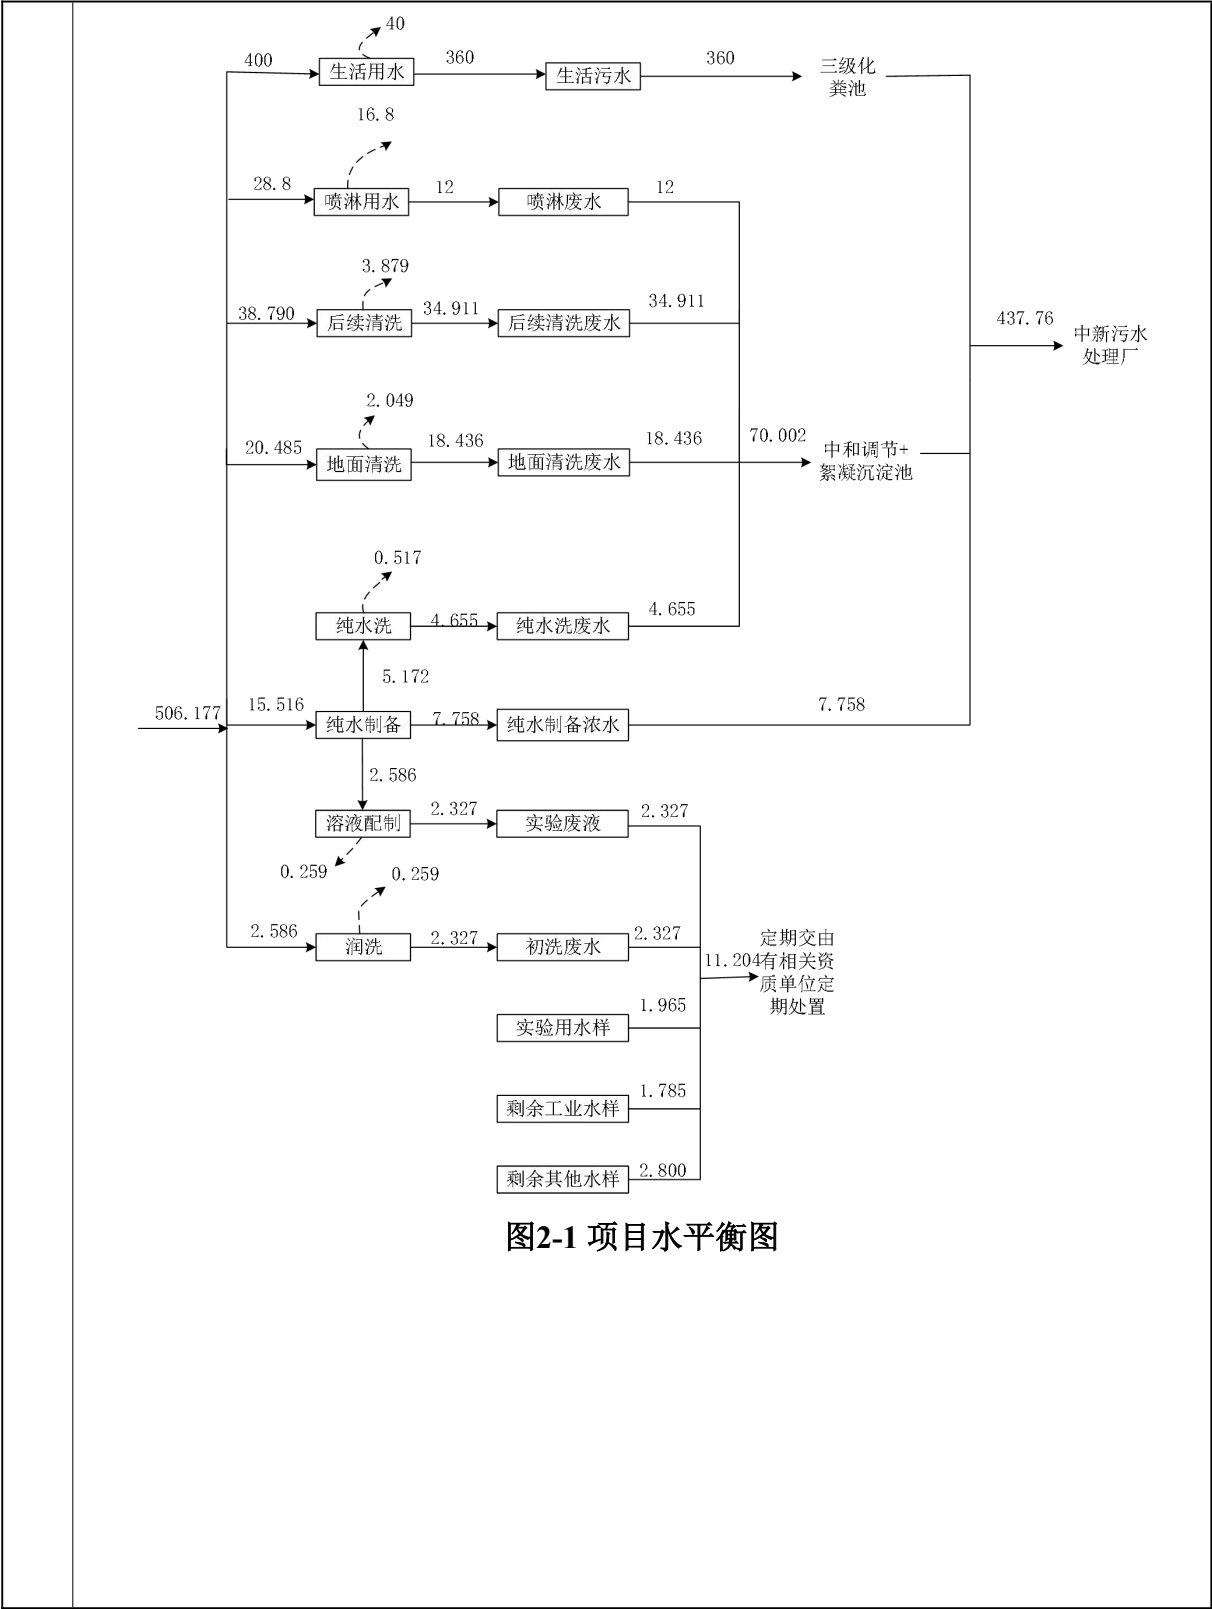 40
400
生活用水
360
生活污水
360
三级化
粪池
16.8
28.8
喷淋用水
12
喷淋废水
12
3.879
38.790
后续清洗
34.911
后续清洗废水
34.911
437.76
中新污水
处理厂
2.049
20.485
地面清洗
18.436
地面清洗废水
18.436
70.002
中和调节+
絮凝沉淀池
0.517
纯水洗
4.655
纯水洗废水
4.655
5.172
506.177
15.516
纯水制备
7.758
纯水制备浓水
7.758
2.586
溶液配制
2.327
实验废液
2.327
0.259
0.259
2.586
润洗
2.327
初洗废水
2.327
11.204
定期交由
有相关资
质单位定
期处置
1.965
实验用水样
1.785
剩余工业水样
2.800
剩余其他水样
图2-1 项目水平衡图